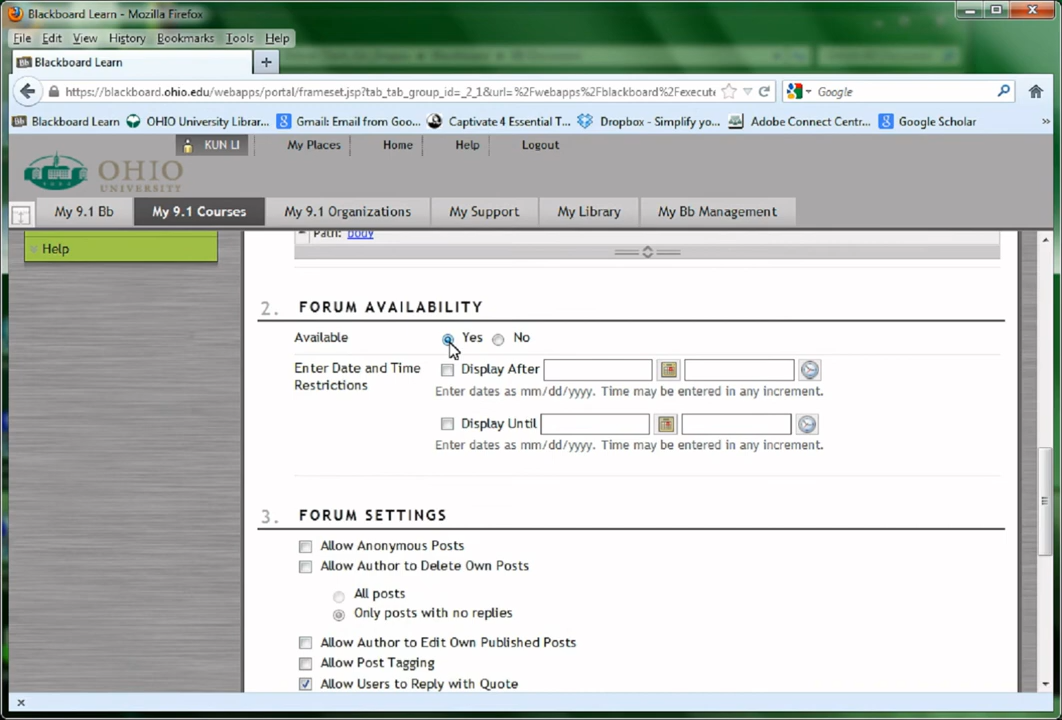 Blackboard Learn - Mozilla Firefox
File Edit View History Bookmarks Tools Help
Blackboard Learn
https://blackboard.ohio.edu/webapps/portal/frameset.jsp?tab_tab_group_id=_2_1&url=%2Fwebapps%2Fblackboard%2Fexecute
Google
Blackboard Learn OHIO University Librar... Gmail: Email from Goo... Captivate 4 Essential T... Dropbox - Simplify yo... Adobe Connect Centr... Google Scholar »
KUN LI My Places Home Help Logout
OHIO
UNIVERSITY
My 9.1 Bb My 9.1 Courses My 9.1 Organizations My Support My Library My Bb Management
Path: body
Help
2. FORUM AVAILABILITY
Available Yes No
Enter Date and Time Restrictions
Display After
Enter dates as mm/dd/yyyy. Time may be entered in any increment.
Display Until
Enter dates as mm/dd/yyyy. Time may be entered in any increment.
3. FORUM SETTINGS
Allow Anonymous Posts
Allow Author to Delete Own Posts
All posts
Only posts with no replies
Allow Author to Edit Own Published Posts
Allow Post Tagging
Allow Users to Reply with Quote